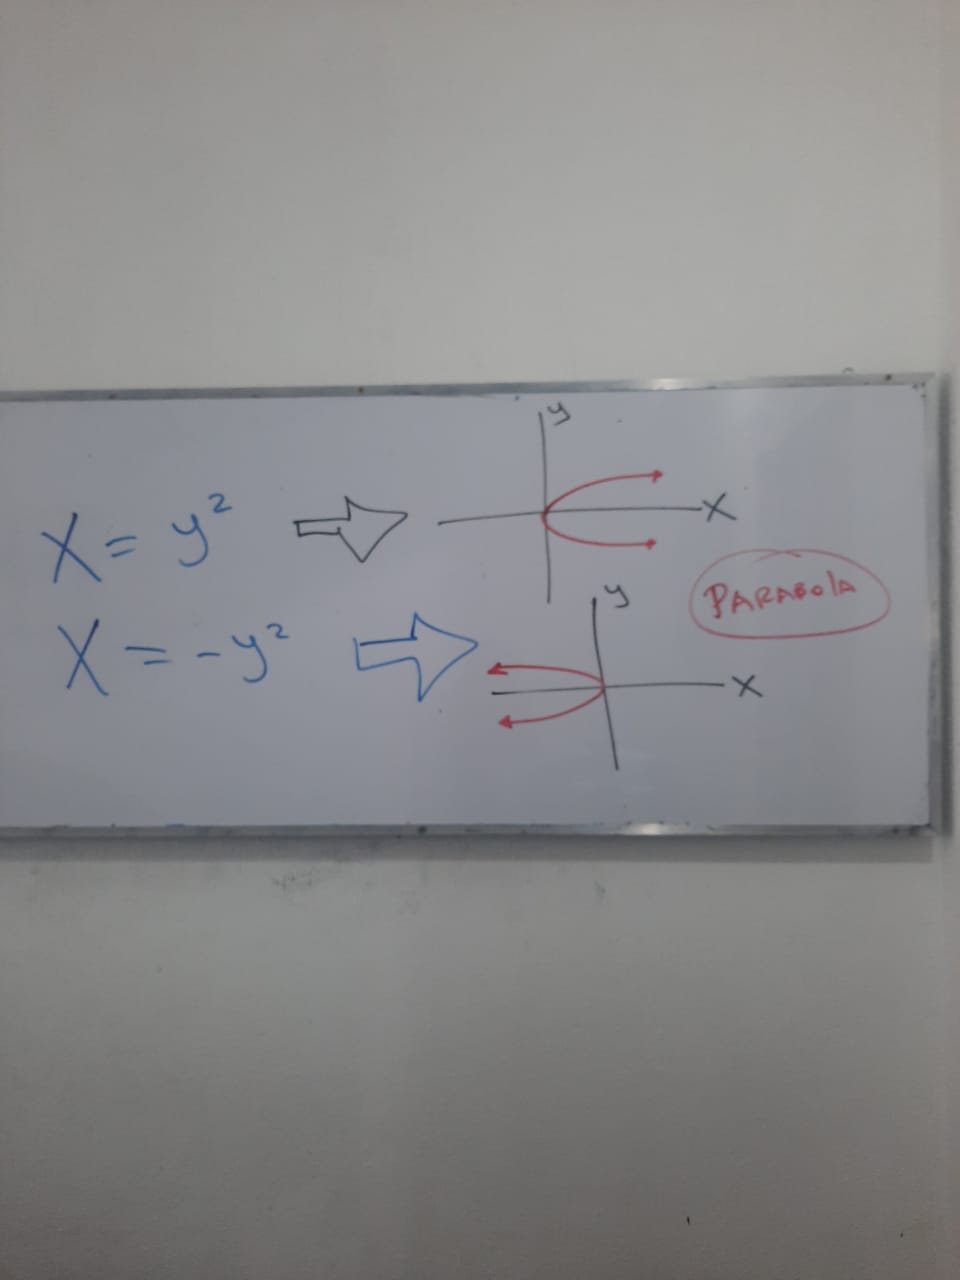 y
X = y² ⇨ X
PARABOLA
y
X = -y² ⇨ X